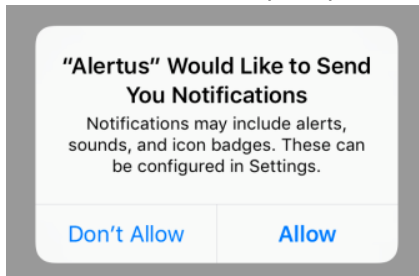 “Alertus” Would Like to Send
You Notifications
Notifications may include alerts,
sounds, and icon badges. These can
be configured in Settings.
Don’t Allow
Allow